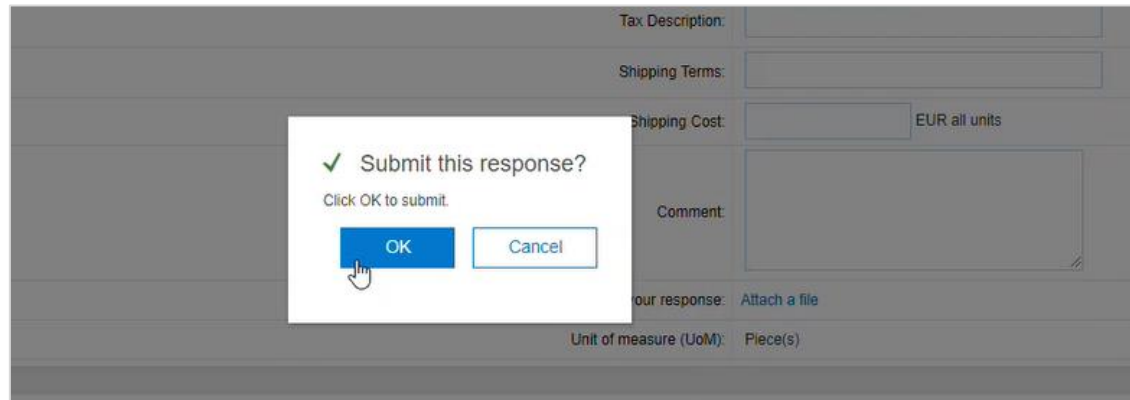 Tax Description:
Shipping Terms:
Shipping Cost:
EUR all units
✓ Submit this response?
Click OK to submit.
OK
Cancel
Comment:
your response:
Attach a file
Unit of measure (UoM):
Piece(s)